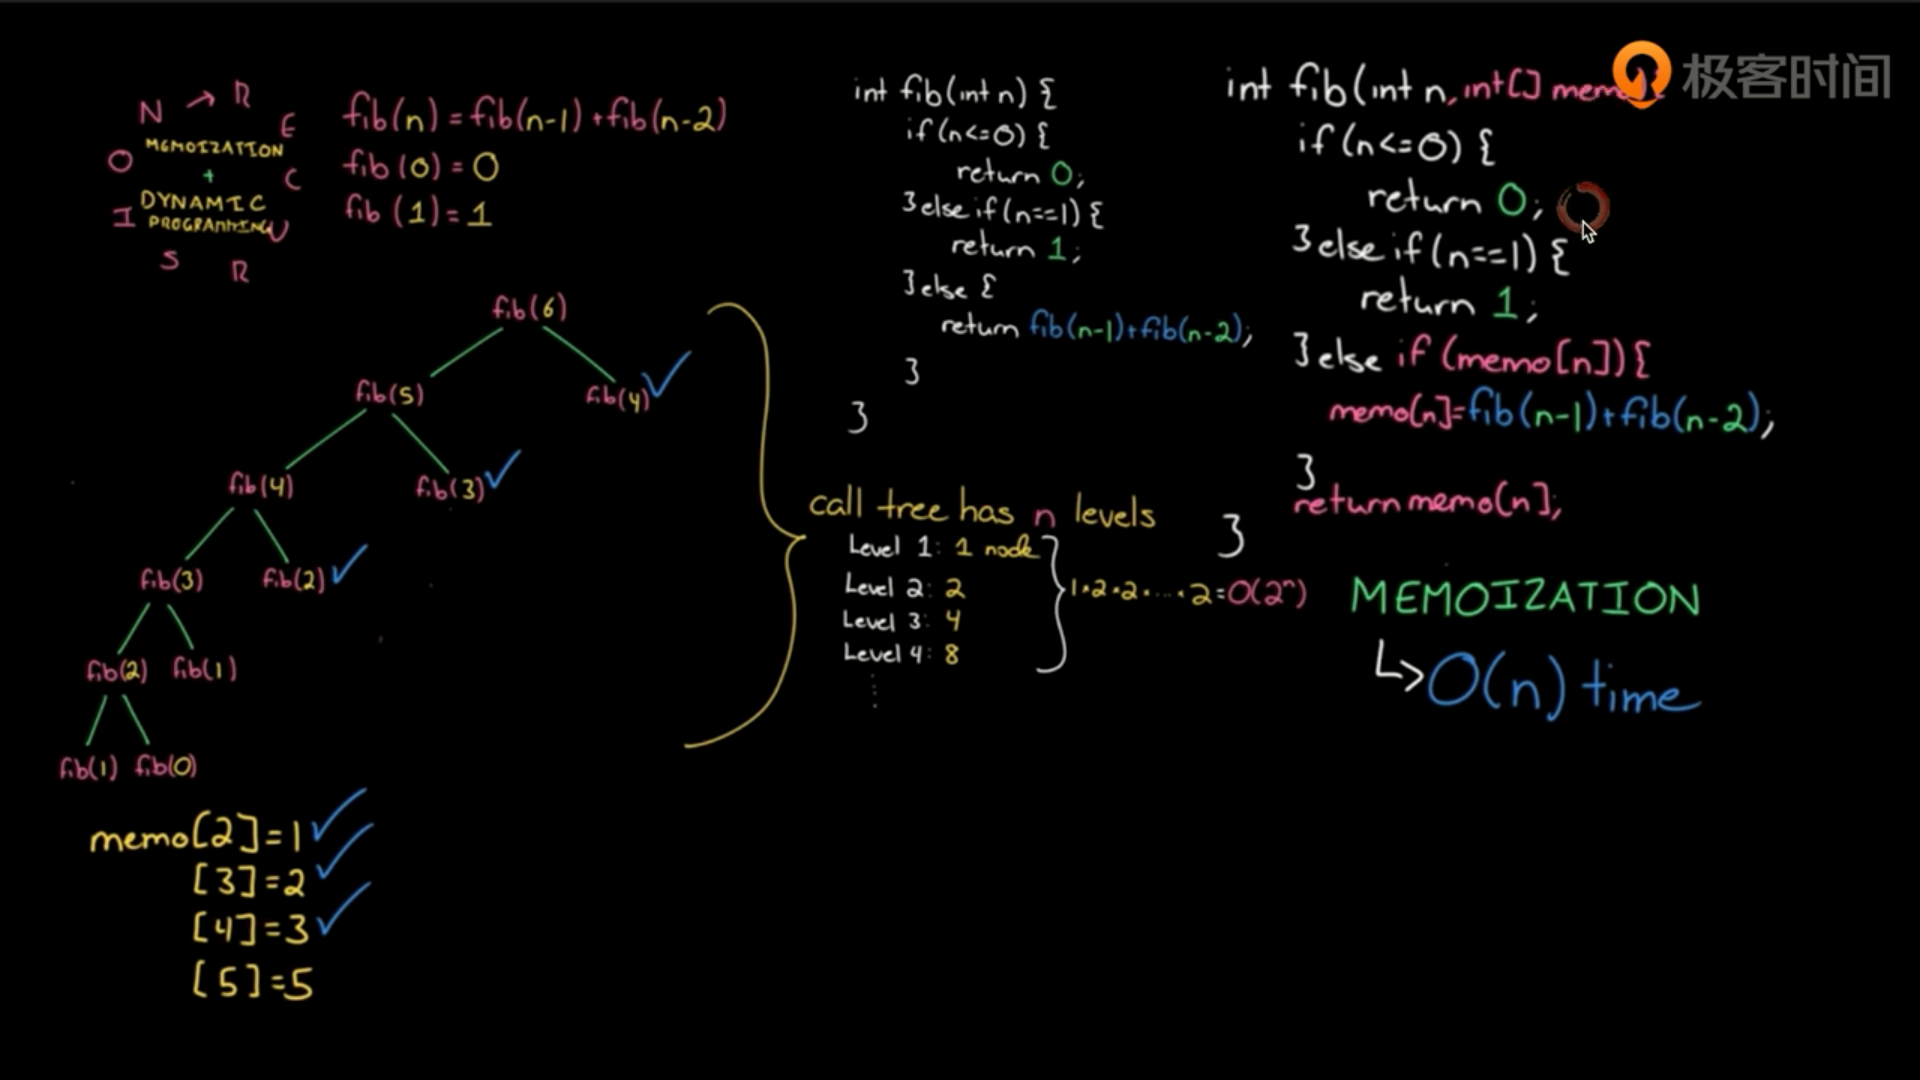 RECURSION
MEMOIZATION
+
DYNAMIC
PROGRAMMING
fib(n) = fib(n-1) + fib(n-2)
fib(0) = 0
fib(1) = 1
fib(6)
fib(5) fib(4)
fib(4) fib(3)
fib(3) fib(2)
fib(2) fib(1)
fib(1) fib(0)
memo[2]=1
[3]=2
[4]=3
[5]=5
int fib(int n) {
if(n<=0) {
return 0;
}else if(n==1) {
return 1;
}else {
return fib(n-1)+fib(n-2);
}
}
call tree has n levels
Level 1: 1 node
Level 2: 2
Level 3: 4
Level 4: 8
1·2·2·...·2=O(2ⁿ)
int fib(int n, int[] memo
if(n<=0) {
return 0;
}else if(n==1) {
return 1;
}else if (memo[n]) {
memo[n]=fib(n-1)+fib(n-2);
}
return memo[n];
}
MEMOIZATION
O(n) time
极客时间